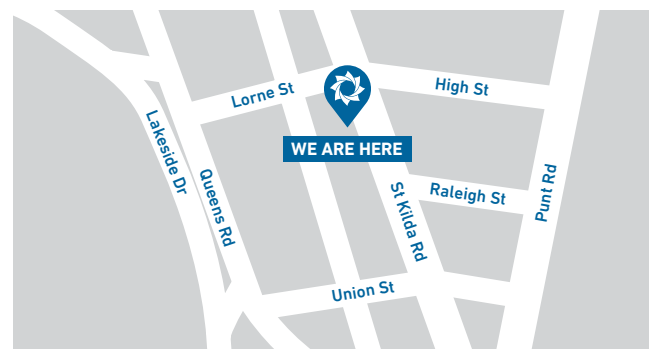 Lorne St
High St
WE ARE HERE
Lakeside Dr
Queens Rd
St Kilda Rd
Raleigh St
Punt Rd
Union St